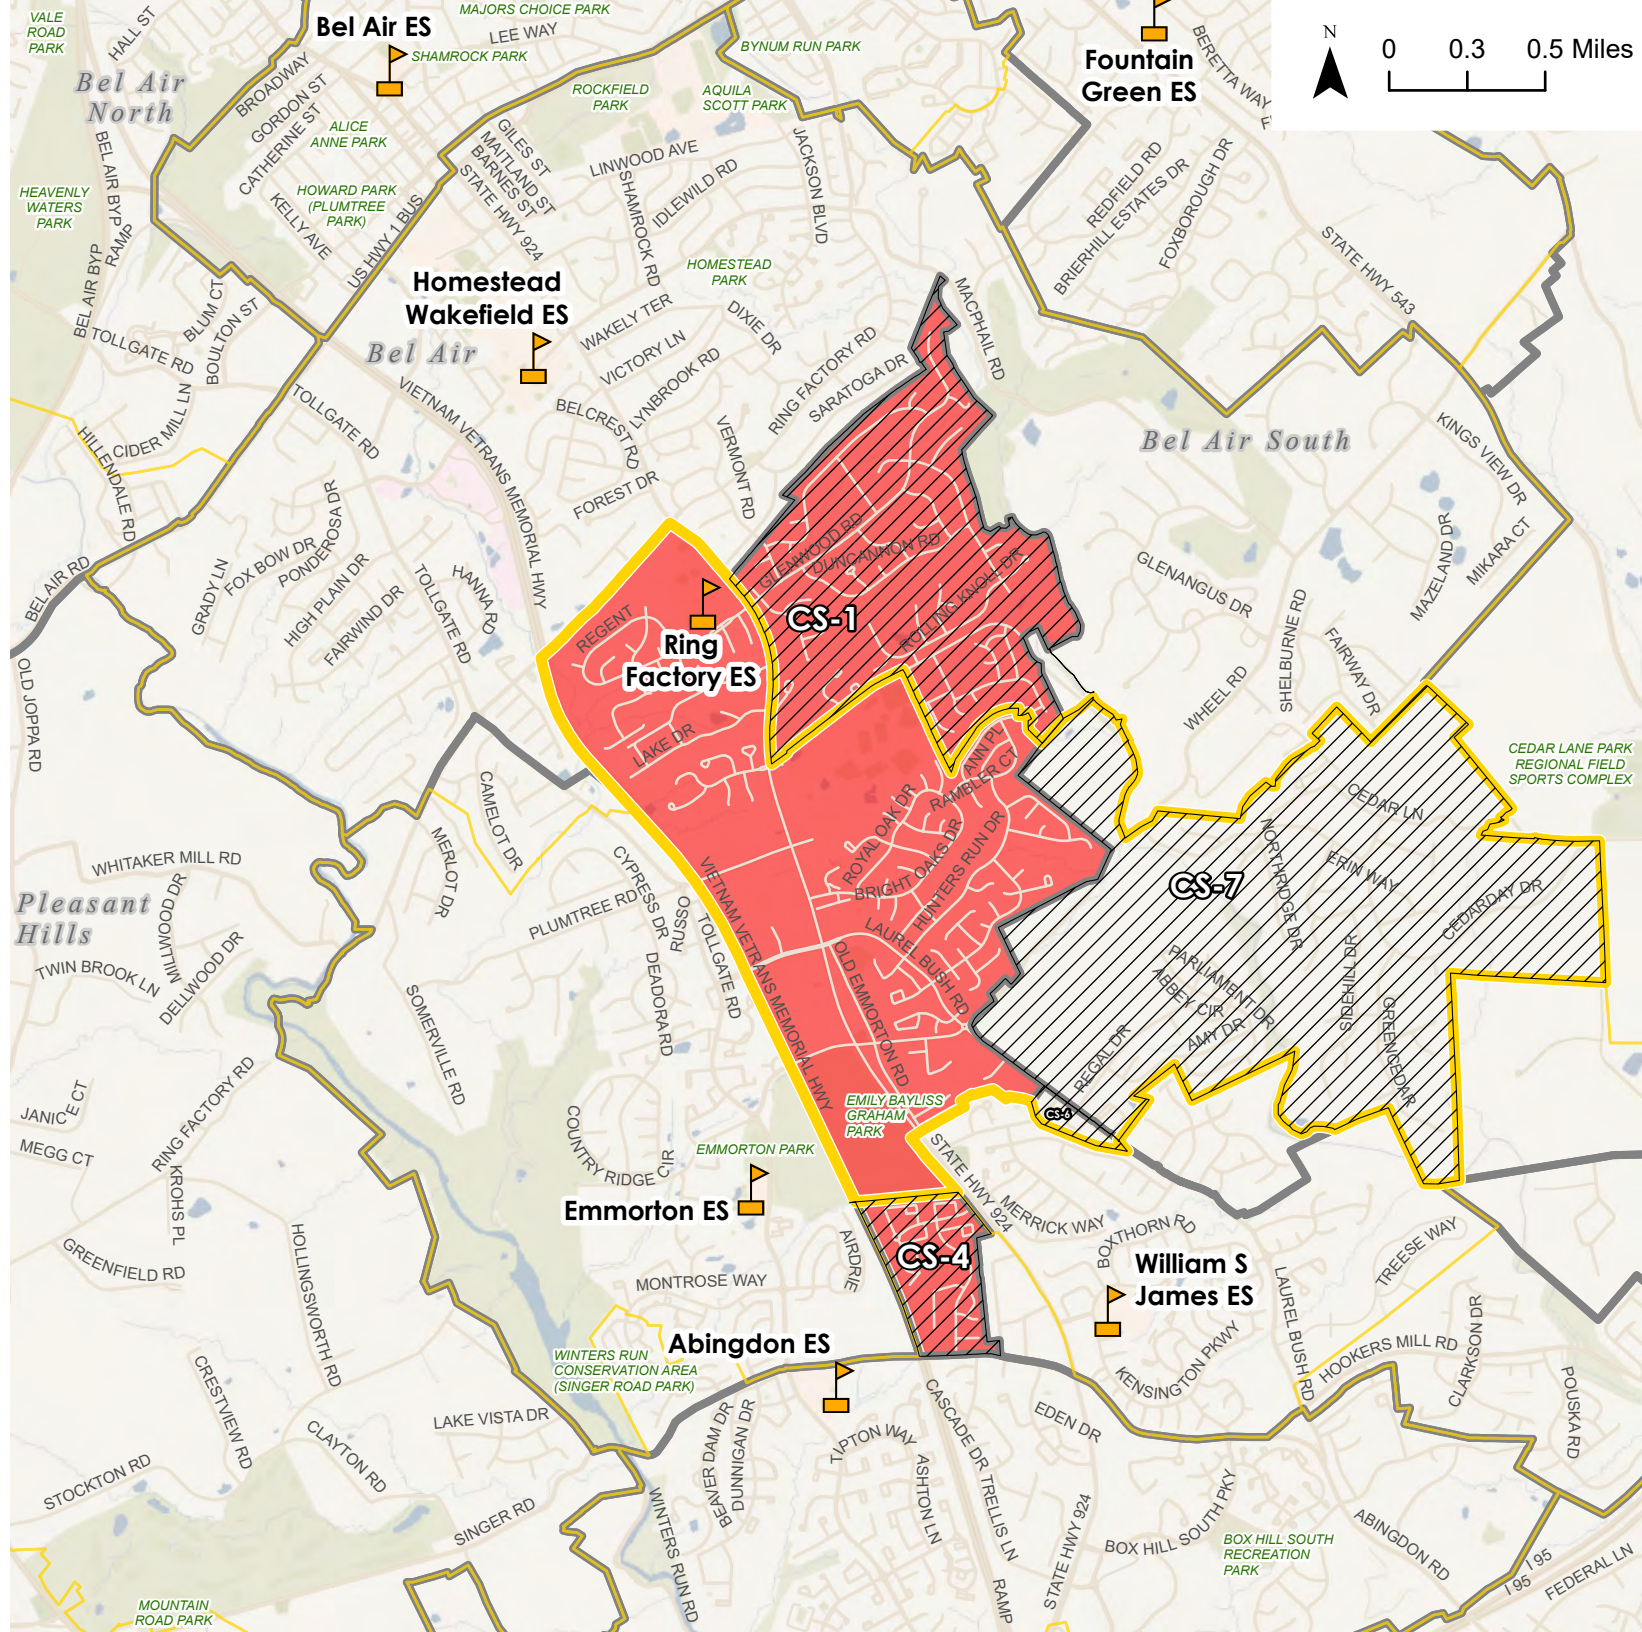 VALE
ROAD
PARK
HALL ST
Bel Air ES
MAJORS CHOICE PARK
LEE WAY
SHAMROCK PARK
BYNUM RUN PARK
Fountain
Green ES
BERETTA WAY
N
0 0.3 0.5 Miles
Bel Air
North
BROADWAY
GORDON ST
CATHERINE ST
ALICE
ANNE PARK
ROCKFIELD
PARK
AQUILA
SCOTT PARK
GILES ST
MAITLAND ST
BARNES ST
STATE HWY 924
LINWOOD AVE
SHAMROCK RD
IDLEWILD RD
JACKSON BLVD
REDFIELD RD
BRIERHILL ESTATES DR
FOXBOROUGH DR
STATE HWY 543
HEAVENLY
WATERS
PARK
BEL AIR BYP
RAMP
BEL AIR BYP
HOWARD PARK
(PLUMTREE
PARK)
KELLY AVE
US HWY 1 BUS
HOMESTEAD
PARK
Homestead
Wakefield ES
TOLLGATE RD
BLUM CT
BOULTON ST
Bel Air
WAKELY TER
VICTORY LN
LYNBROOK RD
DIXIE DR
RING FACTORY RD
SARATOGA DR
MACPHAIL RD
BELCREST RD
VERMONT RD
FOREST DR
TOLLGATE RD
VIETNAM VETRANS MEMORIAL HWY
HILLENDALE RD
CIDER MILL LN
Bel Air South
KINGS VIEW DR
MAZELAND DR
MIKARA CT
BEL AIR RD
GRADY LN
FOX BOW DR
PONDEROSA DR
HIGH PLAIN DR
FAIRWIND DR
TOLLGATE RD
HANNA RD
GLENWOOD RD
DUNCANNON RD
ROLLING KNOLL DR
CS-1
GLENANGUS DR
SHELBURNE RD
FAIRWAY DR
WHEEL RD
REGENT
Ring
Factory ES
LAKE DR
OLD JOPPA RD
CEDAR LANE PARK
REGIONAL FIELD
SPORTS COMPLEX
CAMELOT DR
MERLOT DR
WHITAKER MILL RD
Pleasant
Hills
MILLWOOD DR
TWIN BROOK LN
DELLWOOD DR
PLUMTREE RD
CYPRESS DR
RUSSO
TOLLGATE RD
VIETNAM VETRANS MEMORIAL HWY
DEADORA RD
ANN PL
RAMBLER CT
ROYAL OAK DR
BRIGHT OAKS DR
HUNTERS RUN DR
LAUREL BUSH RD
OLD EMMORTON RD
CS-7
CEDAR LN
ERIN WAY
NORTHRIDGE DR
CEDARDAY DR
PARLIAMENT DR
ABBEY CIR
AMY DR
SIDEHILL DR
GREENCEDAR
REGAL DR
CS-6
SOMERVILLE RD
JANICE CT
MEGG CT
RING FACTORY RD
KROHS PL
COUNTRY RIDGE CIR
EMILY BAYLISS
GRAHAM
PARK
EMMORTON PARK
Emmorton ES
STATE HWY 924
MERRICK WAY
BOXTHORN RD
GREENFIELD RD
HOLLINGSWORTH RD
MONTROSE WAY
AIRDRIE
CS-4
William S
James ES
TREESE WAY
LAUREL BUSH RD
HOOKERS MILL RD
CLARKSON DR
KENSINGTON PKWY
POUSKA RD
Abingdon ES
WINTERS RUN
CONSERVATION AREA
(SINGER ROAD PARK)
CRESTVIEW RD
LAKE VISTA DR
CLAYTON RD
STOCKTON RD
SINGER RD
BEAVER DAM DR
DUNNIGAN DR
TIPTON WAY
ASHTON LN
CASCADE DR
TRELLIS LN
EDEN DR
WINTERS RUN RD
STATE HWY 924
RAMP
BOX HILL SOUTH PKY
BOX HILL SOUTH
RECREATION
PARK
ABINGDON RD
I 95
I 95
FEDERAL LN
MOUNTAIN
ROAD PARK